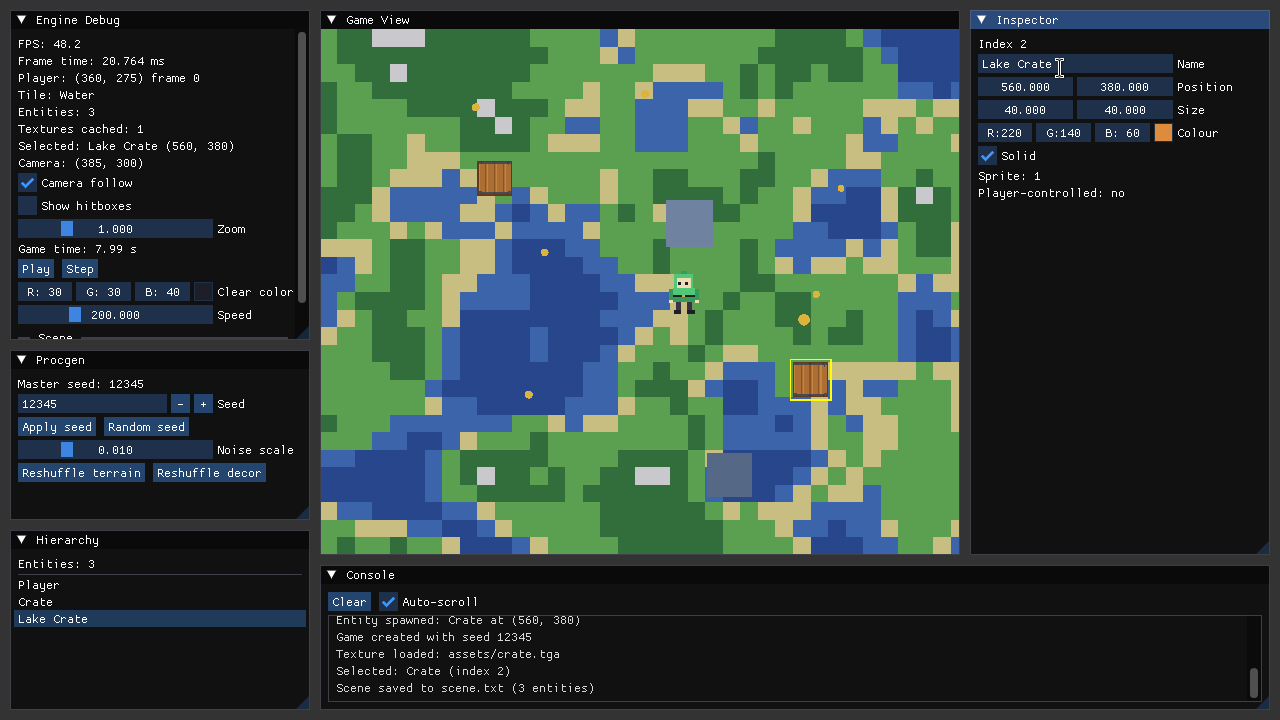 Engine Debug
FPS: 48.2
Frame time: 20.764 ms
Player: (360, 275) frame 0
Tile: Water
Entities: 3
Textures cached: 1
Selected: Lake Crate (560, 380)
Camera: (385, 300)
Camera follow
Show hitboxes
1.000 Zoom
Game time: 7.99 s
Play Step
R: 30 G: 30 B: 40 Clear color
200.000 Speed
Scene
Procgen
Master seed: 12345
12345 - + Seed
Apply seed Random seed
0.010 Noise scale
Reshuffle terrain Reshuffle decor
Hierarchy
Entities: 3
Player
Crate
Lake Crate
Game View
Inspector
Index 2
Lake Crate Name
560.000 380.000 Position
40.000 40.000 Size
R:220 G:140 B: 60 Colour
Solid
Sprite: 1
Player-controlled: no
Console
Clear Auto-scroll
Entity spawned: Crate at (560, 380)
Game created with seed 12345
Texture loaded: assets/crate.tga
Selected: Crate (index 2)
Scene saved to scene.txt (3 entities)